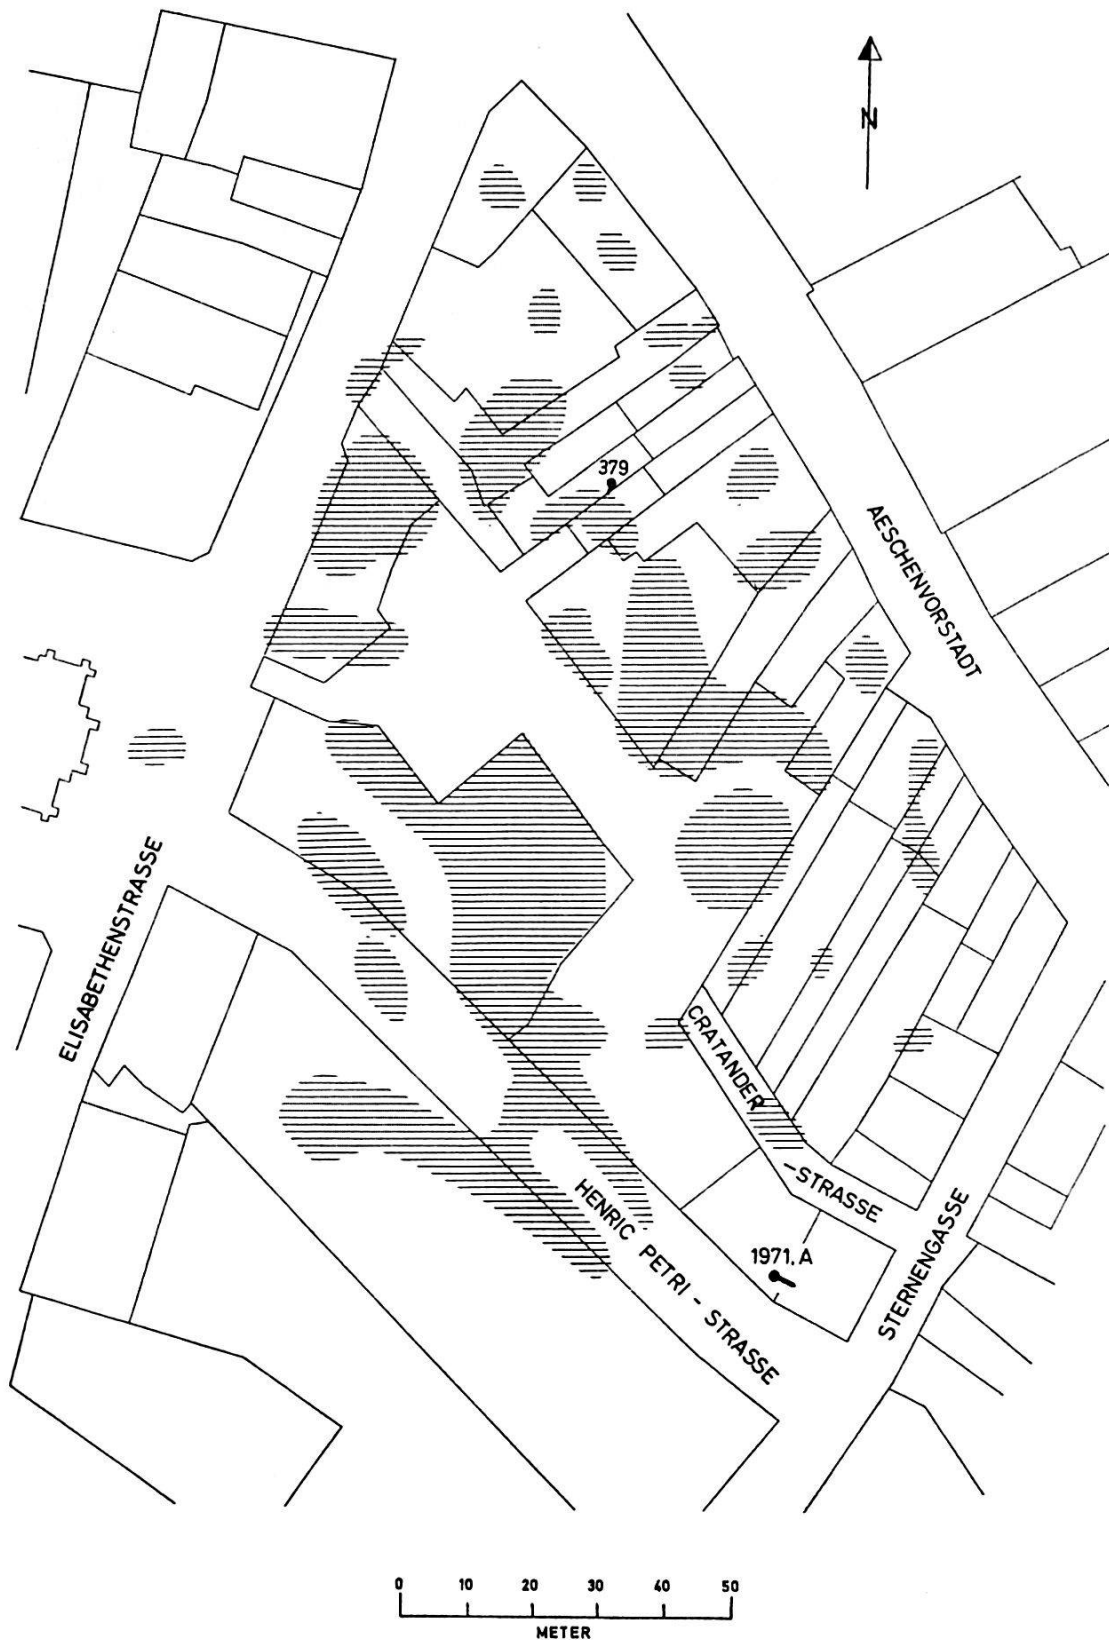 N
379
AESCHENVORSTADT
ELISABETHENSTRASSE
CRATANDER
-STRASSE
HENRIC PETRI - STRASSE
1971.A
STERNENGASSE
0 10 20 30 40 50
METER